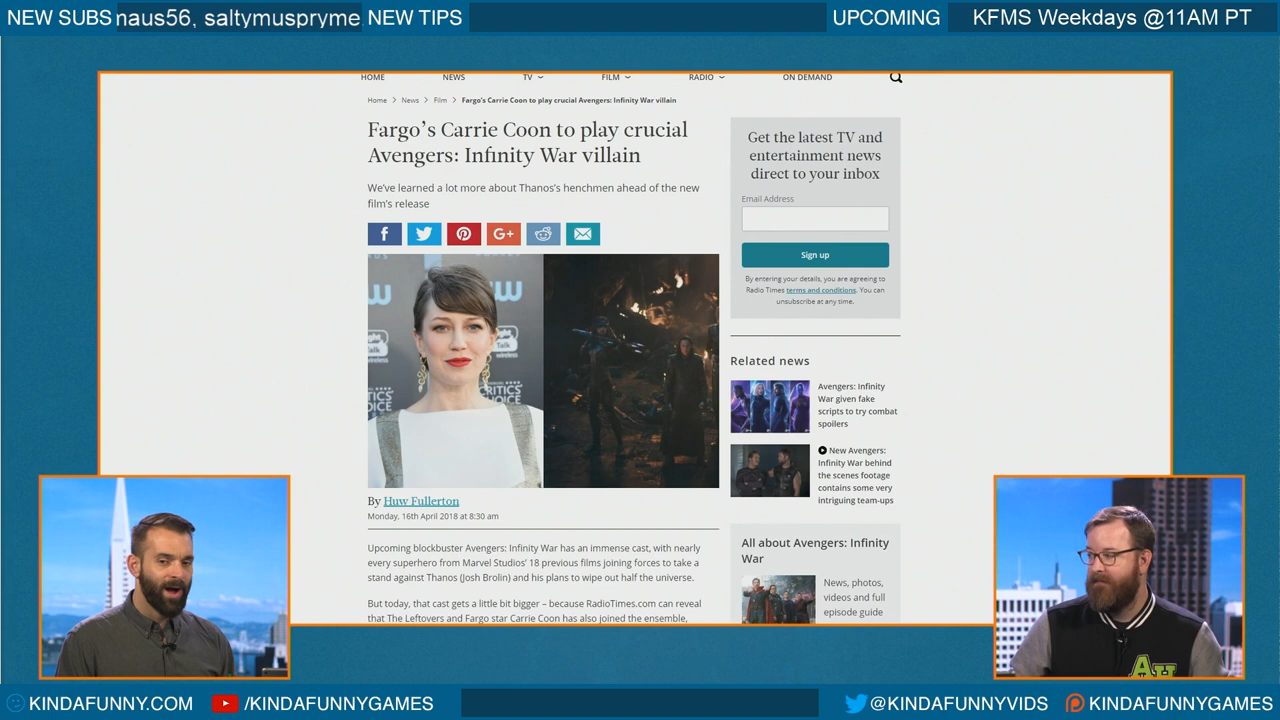 NEW SUBS
naus56, saltymuspryme
NEW TIPS
UPCOMING
KFMS Weekdays @11AM PT
HOME
NEWS
TV
FILM
RADIO
ON DEMAND
Home > News > Film > Fargo's Carrie Coon to play crucial Avengers: Infinity War villain
Fargo's Carrie Coon to play crucial
Avengers: Infinity War villain
We've learned a lot more about Thanos's henchmen ahead of the new
film's release
f
G+
By Huw Fullerton
Monday, 16th April 2018 at 8:30 am
Upcoming blockbuster Avengers: Infinity War has an immense cast, with nearly
every superhero from Marvel Studios' 18 previous films joining forces to take a
stand against Thanos (Josh Brolin) and his plans to wipe out half the universe.
But today, that cast gets a little bit bigger – because RadioTimes.com can reveal
that The Leftovers and Fargo star Carrie Coon has also joined the ensemble,
Get the latest TV and
entertainment news
direct to your inbox
Email Address
Sign up
By entering your details, you are agreeing to
Radio Times terms and conditions. You can
unsubscribe at any time.
Related news
Avengers: Infinity
War given fake
scripts to try combat
spoilers
New Avengers:
Infinity War behind
the scenes footage
contains some very
intriguing team-ups
All about Avengers: Infinity
War
News, photos,
videos and full
episode guide
AH
KINDAFUNNY.COM
/KINDAFUNNYGAMES
@KINDAFUNNYVIDS
KINDAFUNNYGAMES